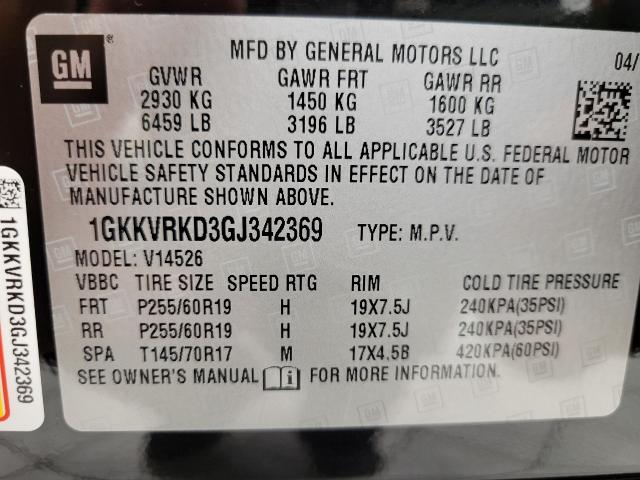 GM
MFD BY GENERAL MOTORS LLC
04/
GVWR GAWR FRT GAWR RR
2930 KG 1450 KG 1600 KG
6459 LB 3196 LB 3527 LB
THIS VEHICLE CONFORMS TO ALL APPLICABLE U.S. FEDERAL MOTOR
VEHICLE SAFETY STANDARDS IN EFFECT ON THE DATE OF
MANUFACTURE SHOWN ABOVE.
1GKKVRKD3GJ342369 TYPE: M.P.V.
MODEL: V14526
VBBC TIRE SIZE SPEED RTG RIM COLD TIRE PRESSURE
FRT P255/60R19 H 19X7.5J 240KPA(35PSI)
RR P255/60R19 H 19X7.5J 240KPA(35PSI)
SPA T145/70R17 M 17X4.5B 420KPA(60PSI)
SEE OWNER'S MANUAL i FOR MORE INFORMATION.
1GKKVRKD3GJ342369